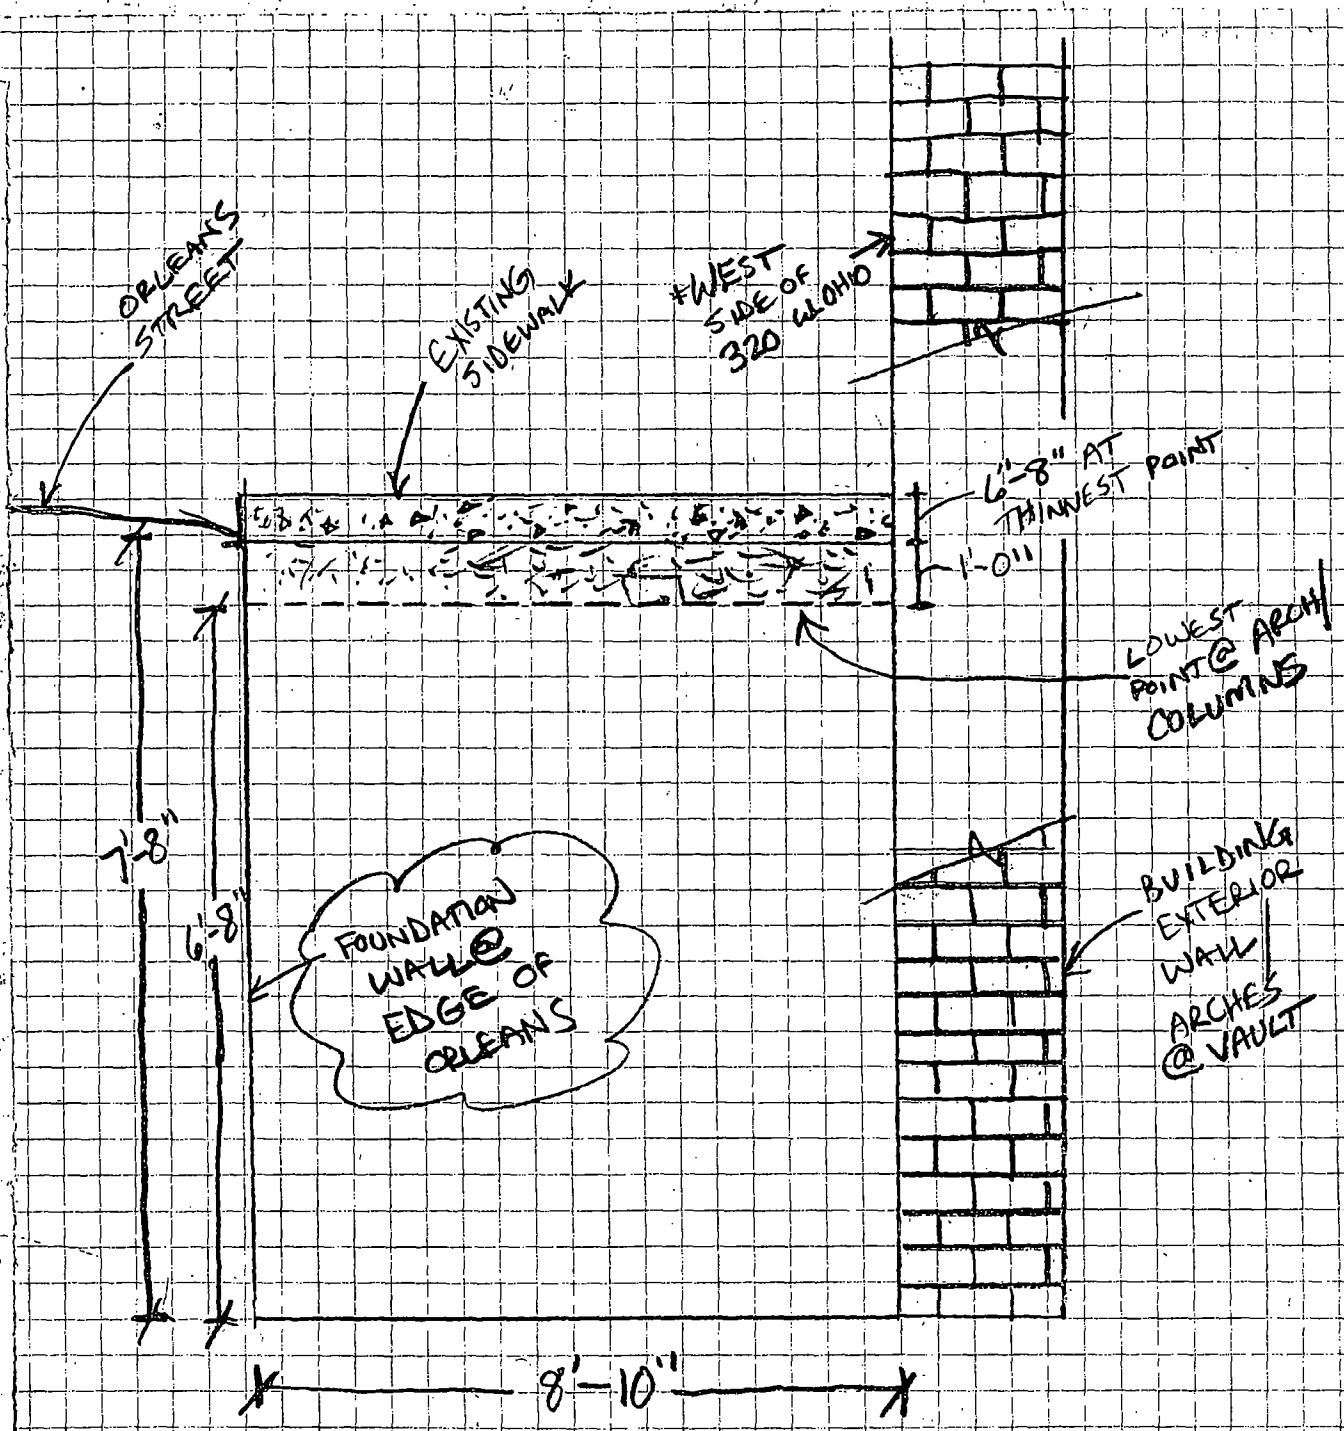 ORLEANS
STREET
EXISTING
SIDEWALK
*WEST
SIDE OF
320 W. OHIO
6"-8" AT
THINNEST POINT
1'-0"
LOWEST
POINT @ ARCH/
COLUMNS
7'-8"
6'-8"
FOUNDATION
WALL @
EDGE OF
ORLEANS
BUILDING
EXTERIOR
WALL/
ARCHES
@ VAULT
8'-10"